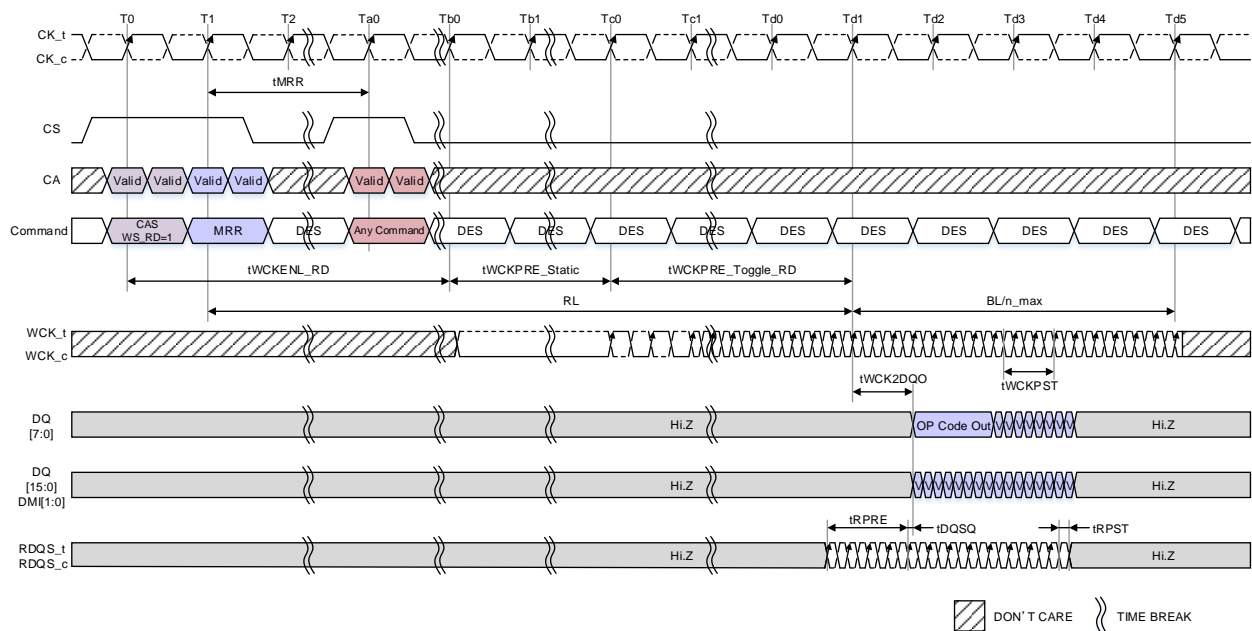 T0 T1 T2 Ta0 Tb0 Tb1 Tc0 Tc1 Td0 Td1 Td2 Td3 Td4 Td5
CK_t
CK_c
tMRR
CS
CA Valid Valid Valid Valid Valid Valid
Command CAS WS_RD=1 MRR DES Any Command DES DES DES DES DES DES DES DES DES DES
tWCKENL_RD tWCKPRE_Static tWCKPRE_Toggle_RD
RL BL/n_max
WCK_t
WCK_c
tWCK2DQO tWCKPST
DQ
[7:0]
Hi.Z OP Code Out V V V V V V V V Hi.Z
DQ
[15:0]
DMI[1:0]
Hi.Z V V V V V V V V V V V V V V V V Hi.Z
tRPRE tDQSQ tRPST
RDQS_t
RDQS_c
Hi.Z Hi.Z
DON'T CARE TIME BREAK